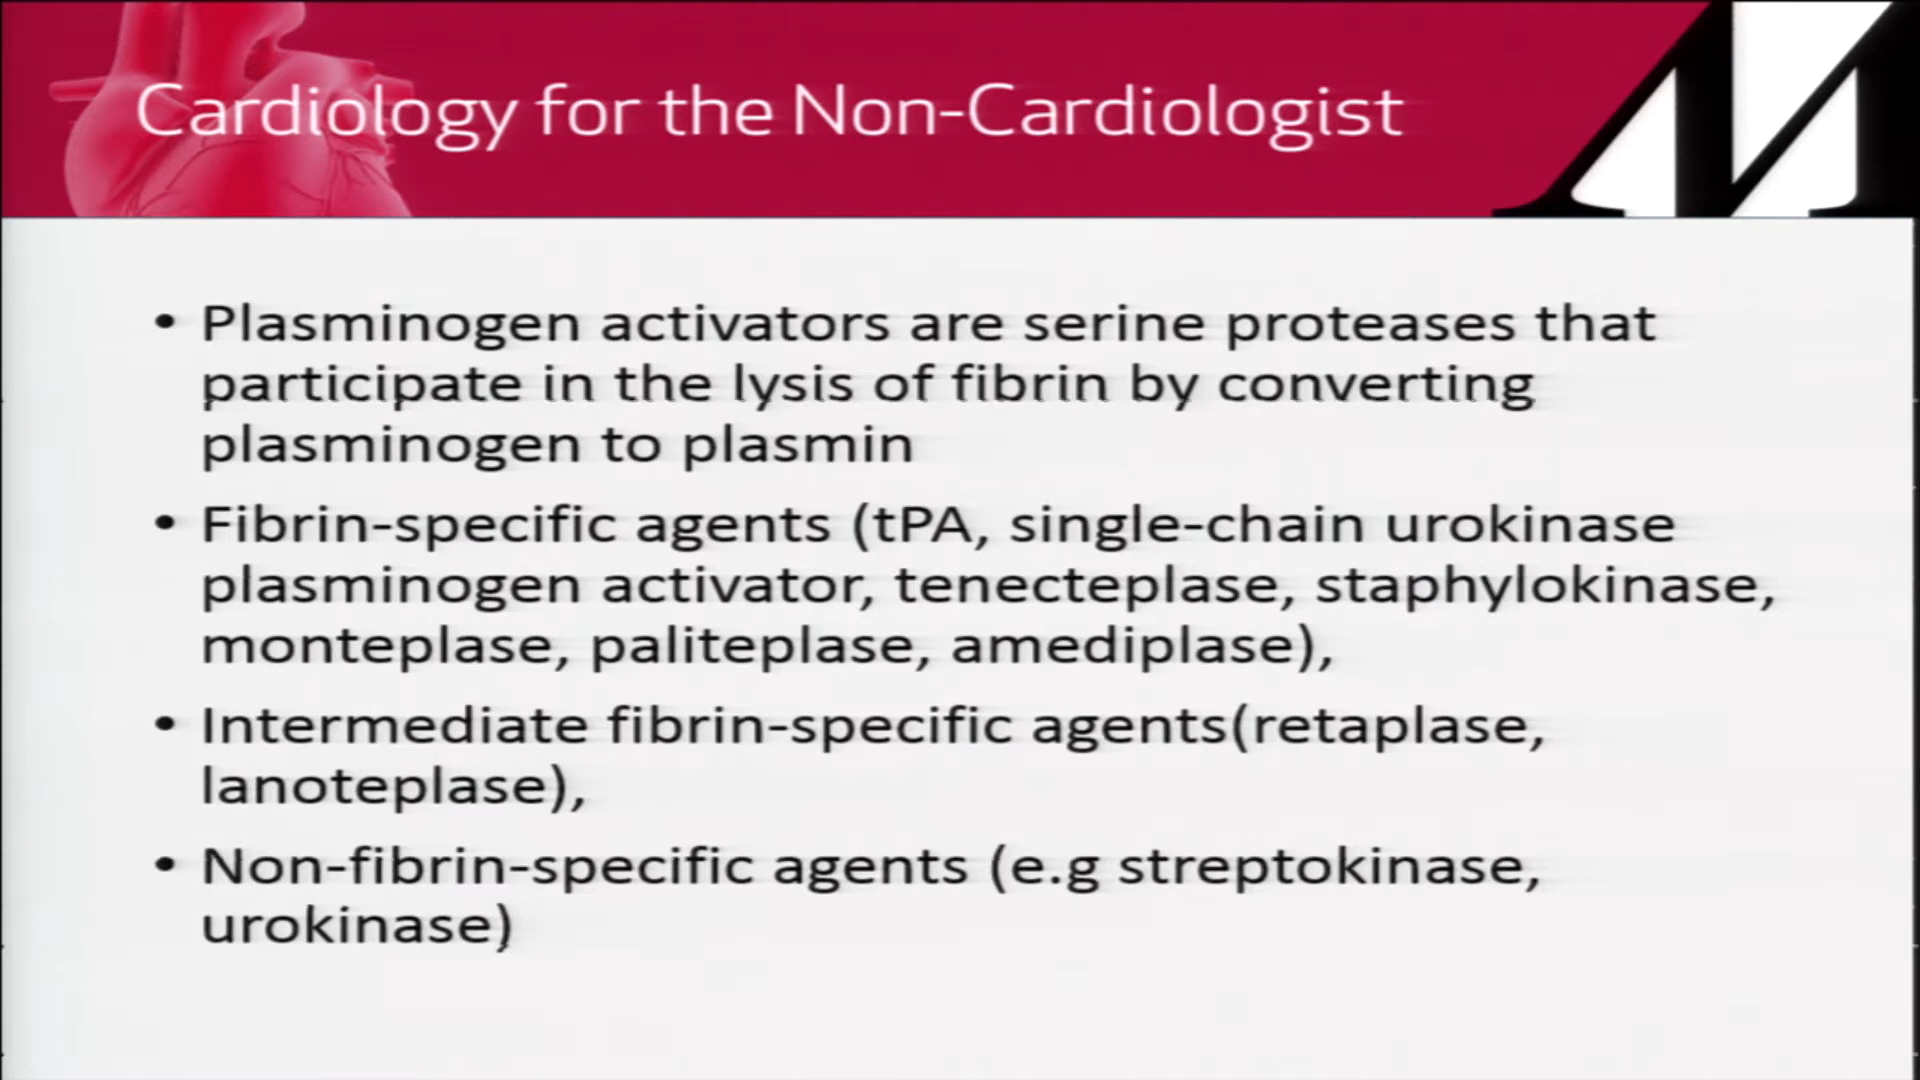 Cardiology for the Non-Cardiologist
• Plasminogen activators are serine proteases that
participate in the lysis of fibrin by converting
plasminogen to plasmin
• Fibrin-specific agents (tPA, single-chain urokinase
plasminogen activator, tenecteplase, staphylokinase,
monteplase, paliteplase, amediplase),
• Intermediate fibrin-specific agents(retaplase,
lanoteplase),
• Non-fibrin-specific agents (e.g streptokinase,
urokinase)